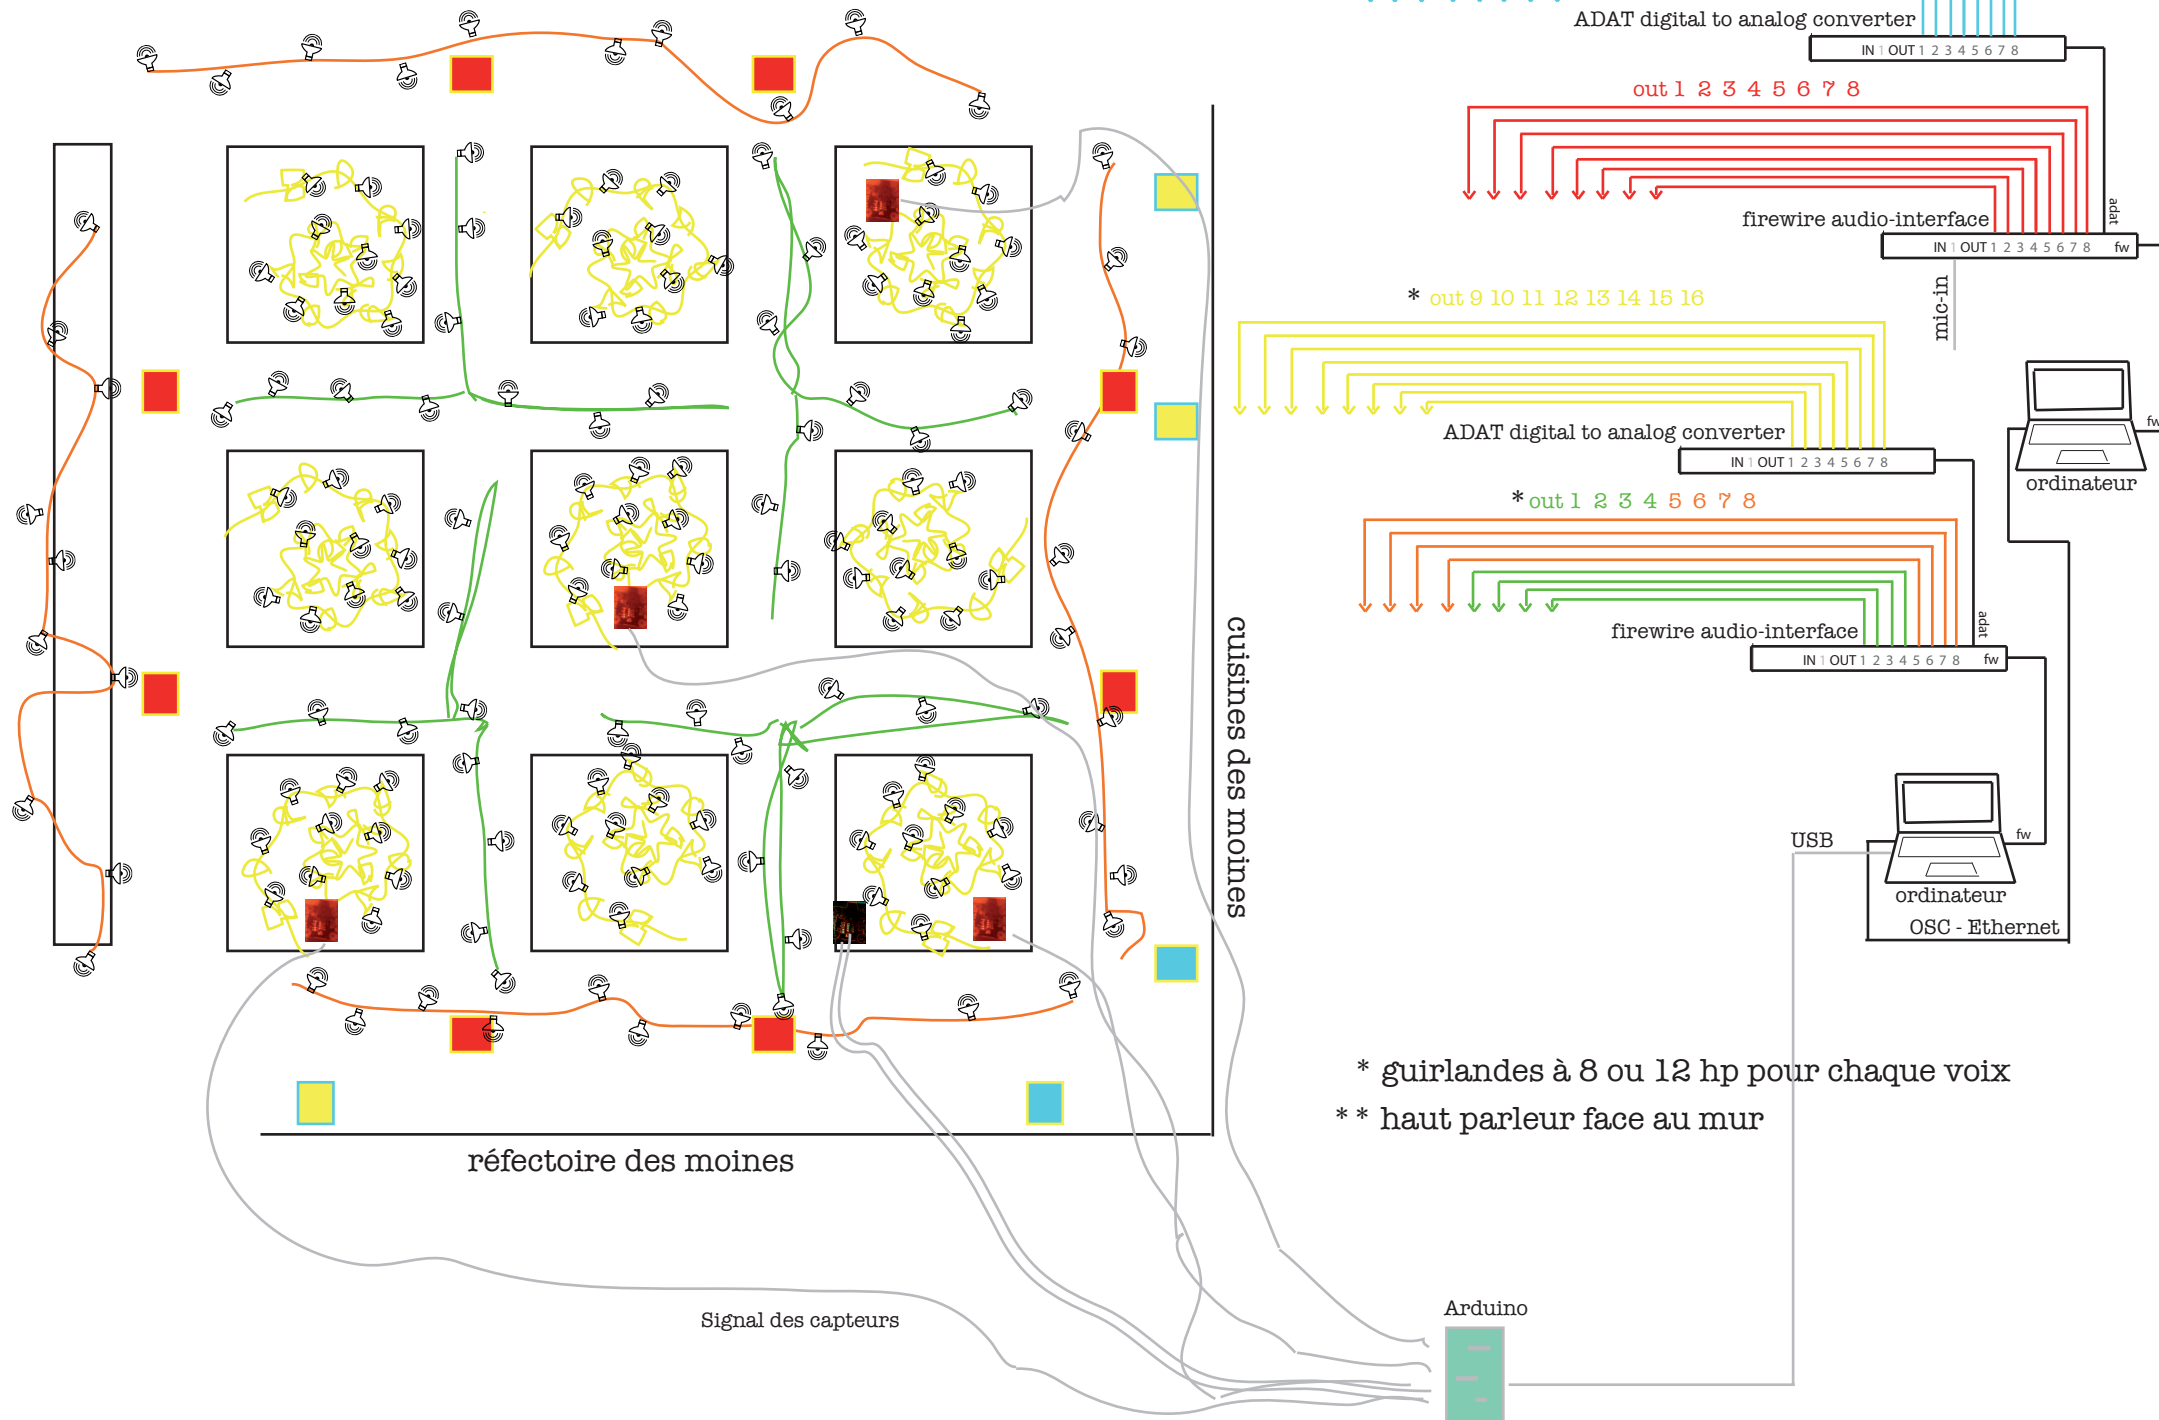 ADAT digital to analog converter
IN 1 OUT 1 2 3 4 5 6 7 8
out 1 2 3 4 5 6 7 8
adat
firewire audio-interface
IN 1 OUT 1 2 3 4 5 6 7 8 fw
mic-in
* out 9 10 11 12 13 14 15 16
fw
ADAT digital to analog converter
IN 1 OUT 1 2 3 4 5 6 7 8
ordinateur
* out 1 2 3 4 5 6 7 8
adat
firewire audio-interface
IN 1 OUT 1 2 3 4 5 6 7 8 fw
cuisines des moines
USB
fw
ordinateur
OSC - Ethernet
* guirlandes à 8 ou 12 hp pour chaque voix
* * haut parleur face au mur
réfectoire des moines
Signal des capteurs
Arduino